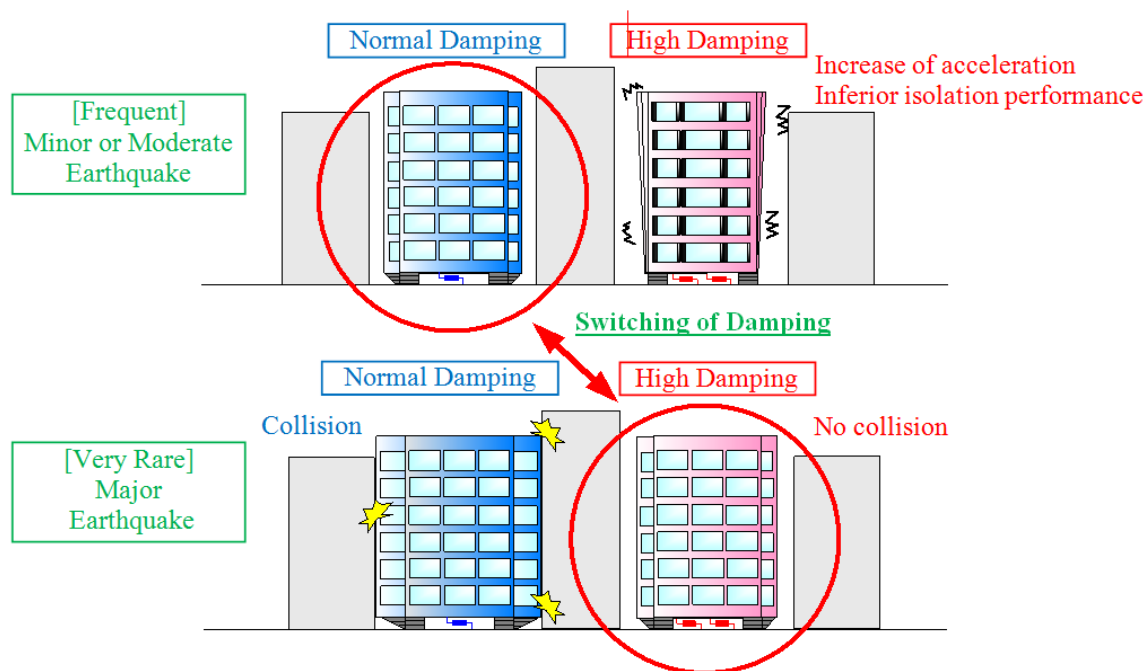 Normal Damping
High Damping
Increase of acceleration
Inferior isolation performance
[Frequent]
Minor or Moderate
Earthquake
Switching of Damping
Normal Damping
High Damping
Collision
No collision
[Very Rare]
Major
Earthquake